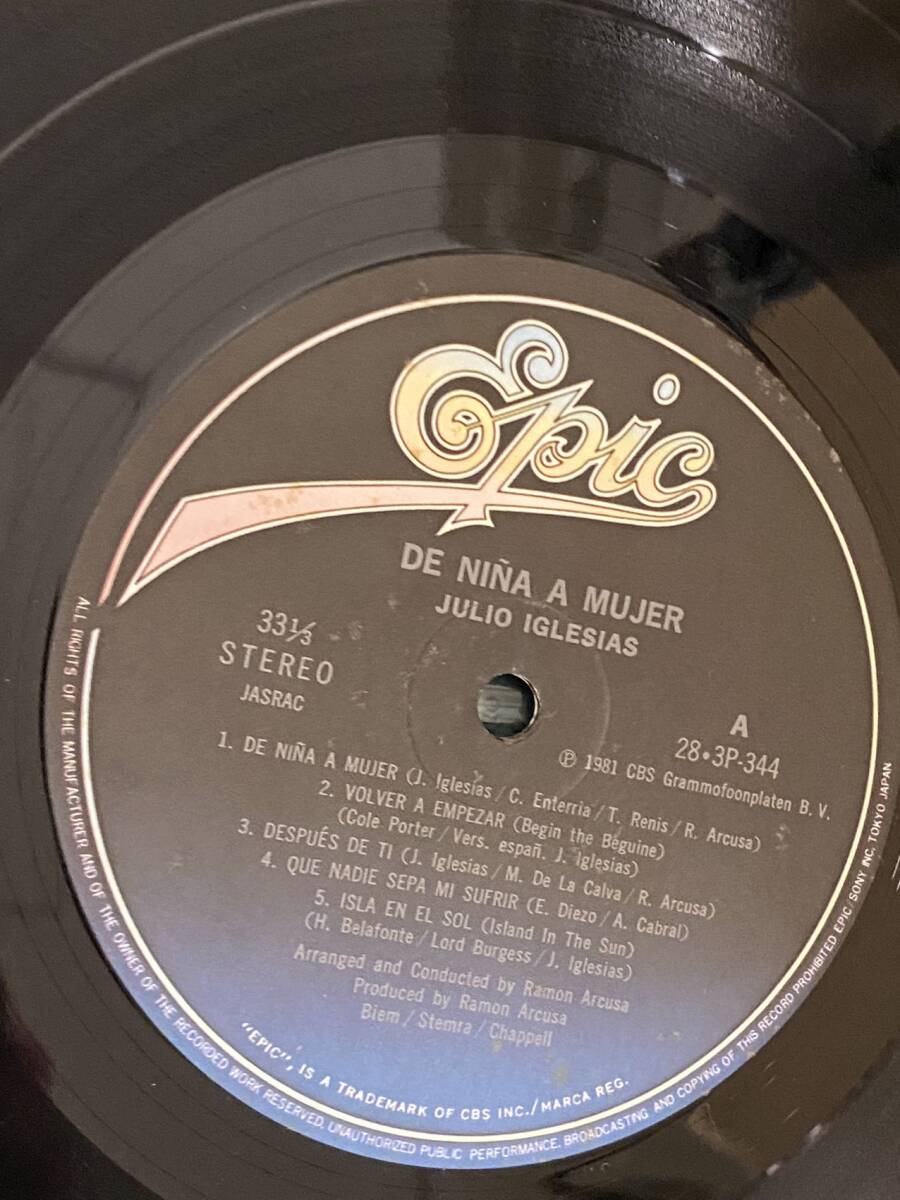 Epic
DE NIÑA A MUJER
JULIO IGLESIAS
33⅓
STEREO
JASRAC
A
28・3P-344
Ⓟ 1981 CBS Grammofoonplaten B. V.
1. DE NIÑA A MUJER (J. Iglesias / C. Enterria / T. Renis / R. Arcusa)
2. VOLVER A EMPEZAR (Begin the Béguine)
(Cole Porter / Vers. españ. J. Iglesias)
3. DESPUÉS DE TI (J. Iglesias / M. De La Calva / R. Arcusa)
4. QUE NADIE SEPA MI SUFRIR (E. Diezo / A. Cabral)
5. ISLA EN EL SOL (Island In The Sun)
(H. Belafonte / Lord Burgess / J. Iglesias)
Arranged and Conducted by Ramon Arcusa
Produced by Ramon Arcusa
Biem / Stemra / Chappell
"EPIC", IS A TRADEMARK OF CBS INC. / MARCA REG.
ALL RIGHTS OF THE MANUFACTURER AND OF THE OWNER OF THE RECORDED WORK RESERVED. UNAUTHORIZED PUBLIC PERFORMANCE, BROADCASTING AND COPYING OF THIS RECORD PROHIBITED EPIC/SONY INC. TOKYO JAPAN